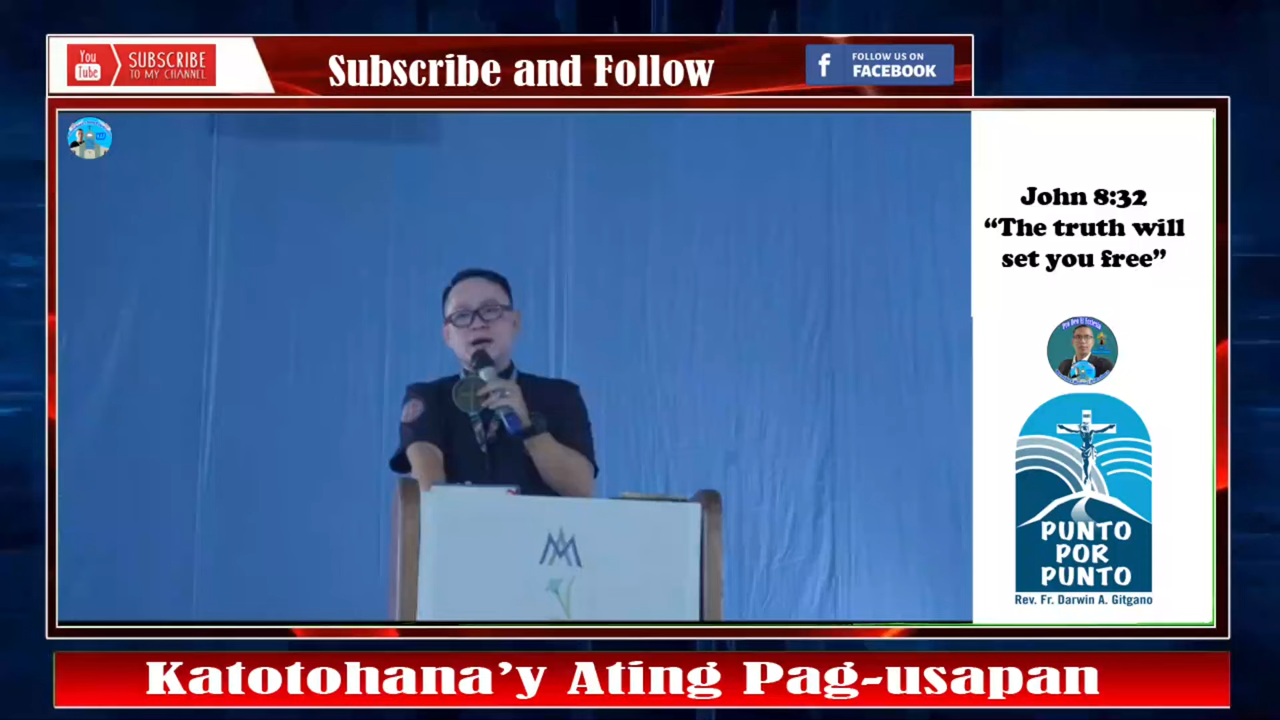 You
Tube
SUBSCRIBE
TO MY CHANNEL
Subscribe and Follow
f
FOLLOW US ON
FACEBOOK
John 8:32
“The truth will
set you free”
PUNTO
POR
PUNTO
Rev. Fr. Darwin A. Gitgano
Katotohana’y Ating Pag-usapan